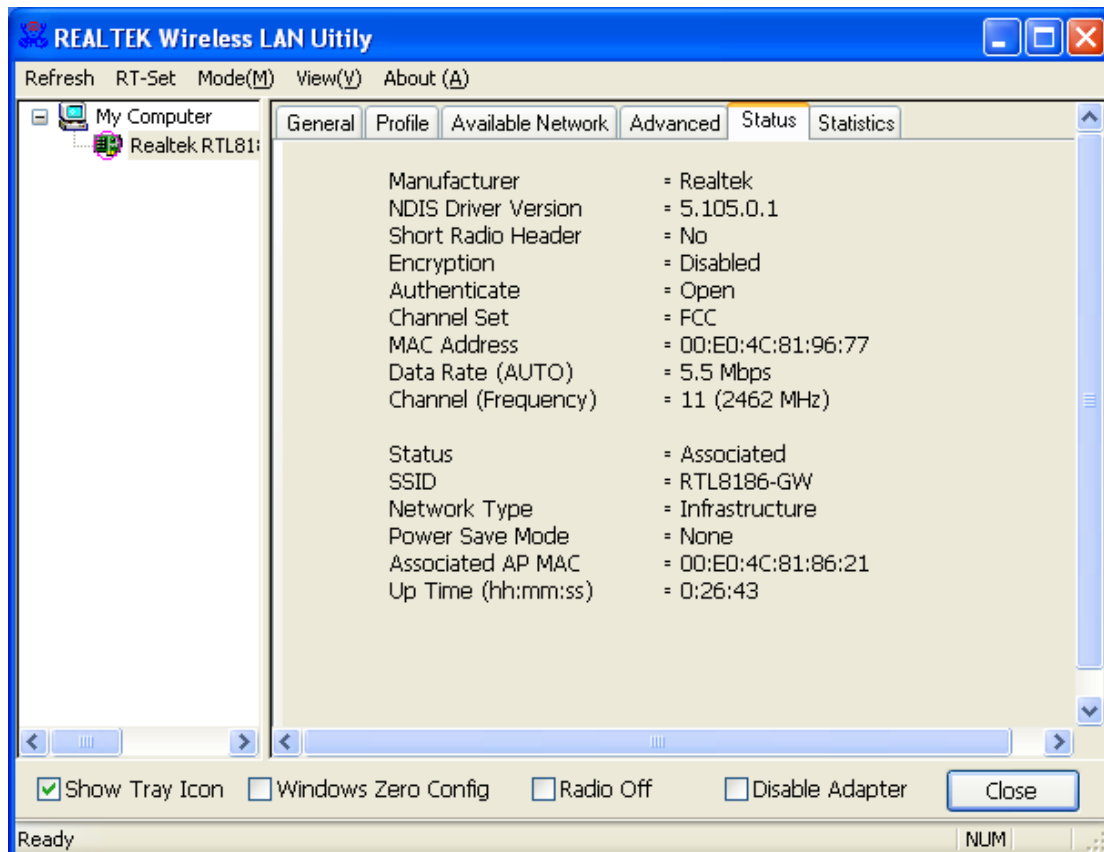 REALTEK Wireless LAN Uitily
Refresh RT-Set Mode(M) View(V) About (A)
My Computer
Realtek RTL818
General Profile Available Network Advanced Status Statistics
Manufacturer = Realtek
NDIS Driver Version = 5.105.0.1
Short Radio Header = No
Encryption = Disabled
Authenticate = Open
Channel Set = FCC
MAC Address = 00:E0:4C:81:96:77
Data Rate (AUTO) = 5.5 Mbps
Channel (Frequency) = 11 (2462 MHz)
Status = Associated
SSID = RTL8186-GW
Network Type = Infrastructure
Power Save Mode = None
Associated AP MAC = 00:E0:4C:81:86:21
Up Time (hh:mm:ss) = 0:26:43
Show Tray Icon Windows Zero Config Radio Off Disable Adapter Close
Ready NUM